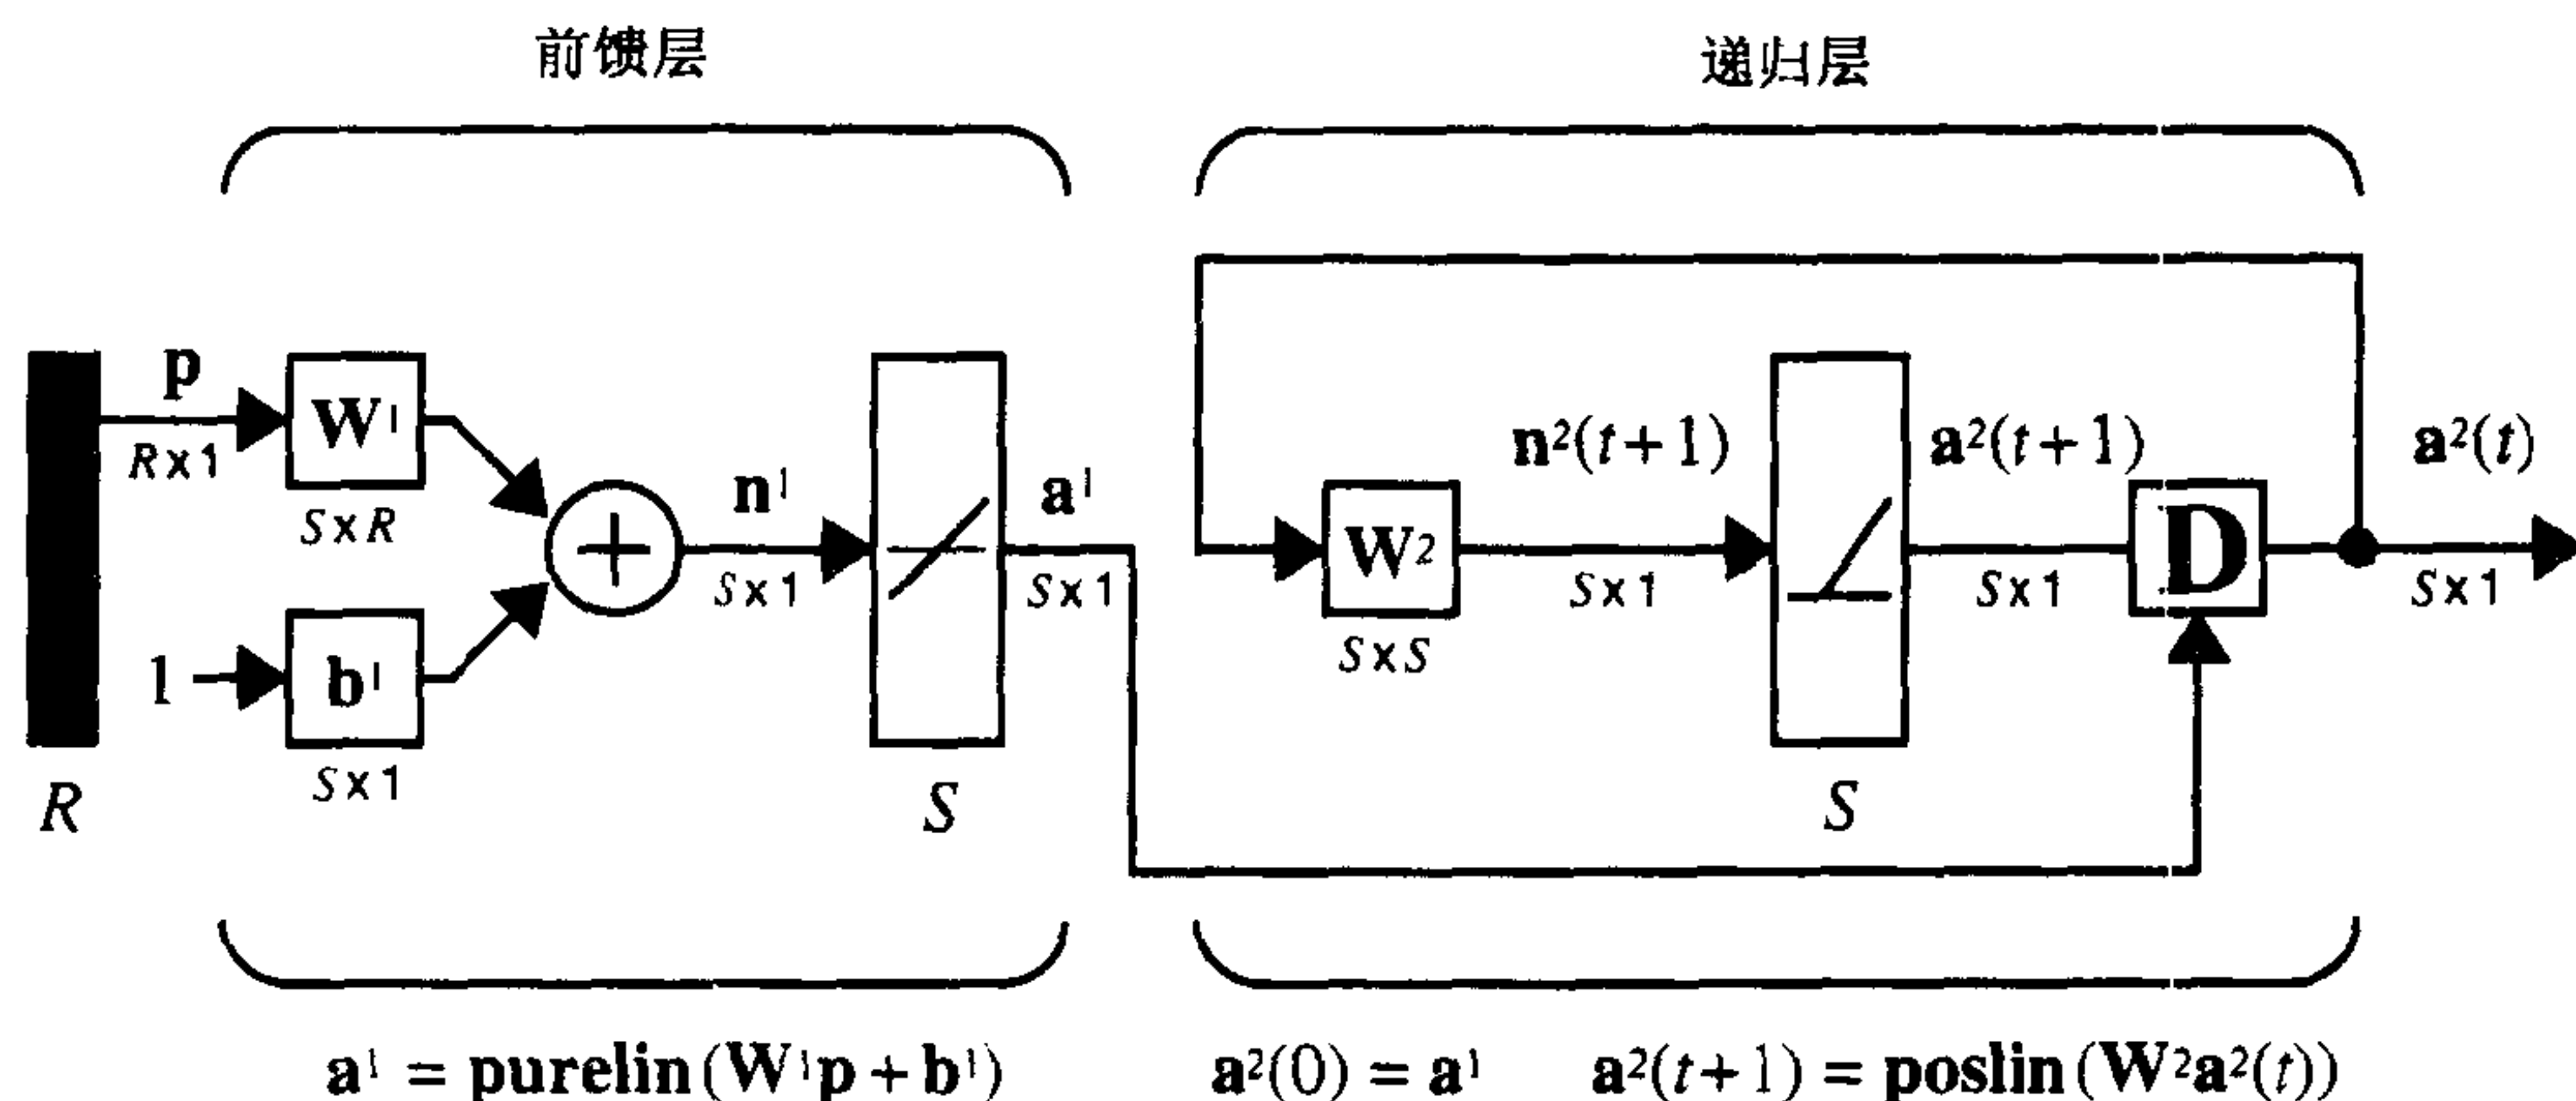 前馈层
递归层
p
R×1
W¹
S×R
1
b¹
S×1
R
n¹
S×1
a¹
S×1
S
W²
S×S
n²(t+1)
S×1
S
a²(t+1)
S×1
D
a²(t)
S×1
a¹ = purelin(W¹p + b¹)
a²(0) = a¹
a²(t+1) = poslin(W²a²(t))